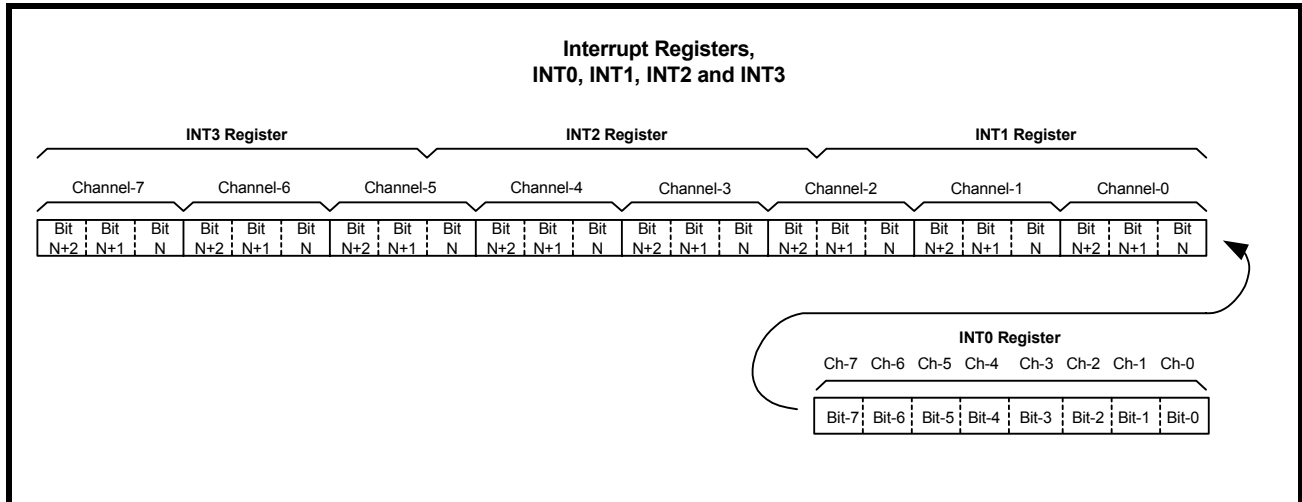 Interrupt Registers,
INT0, INT1, INT2 and INT3
INT3 Register INT2 Register INT1 Register
Channel-7 Channel-6 Channel-5 Channel-4 Channel-3 Channel-2 Channel-1 Channel-0
Bit Bit Bit Bit Bit Bit Bit Bit Bit Bit Bit Bit Bit Bit Bit Bit Bit Bit Bit Bit Bit Bit Bit Bit
N+2 N+1 N N+2 N+1 N N+2 N+1 N N+2 N+1 N N+2 N+1 N N+2 N+1 N N+2 N+1 N N+2 N+1 N
INT0 Register
Ch-7 Ch-6 Ch-5 Ch-4 Ch-3 Ch-2 Ch-1 Ch-0
Bit-7 Bit-6 Bit-5 Bit-4 Bit-3 Bit-2 Bit-1 Bit-0